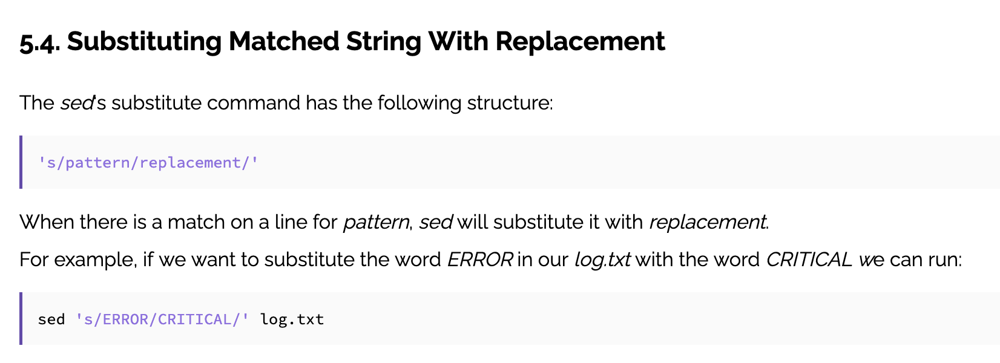 5.4. Substituting Matched String With Replacement
The sed's substitute command has the following structure:
's/pattern/replacement/'
When there is a match on a line for pattern, sed will substitute it with replacement.
For example, if we want to substitute the word ERROR in our log.txt with the word CRITICAL we can run:
sed 's/ERROR/CRITICAL/' log.txt